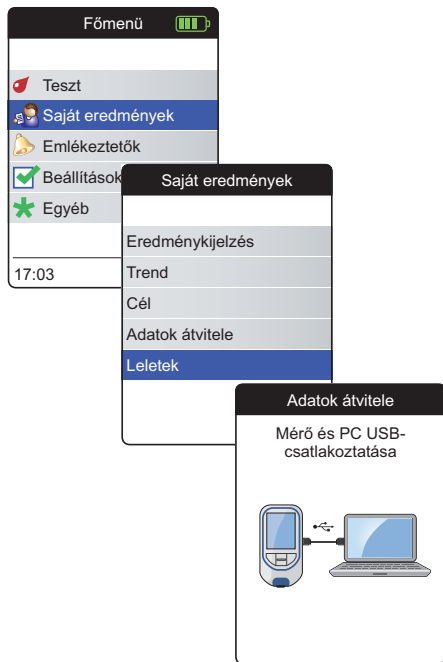 Főmenü
Teszt
Saját eredmények
Emlékeztetők
Beállítások
Egyéb
17:03
Saját eredmények
Eredménykijelzés
Trend
Cél
Adatok átvitele
Leletek
Adatok átvitele
Mérő és PC USB-
csatlakoztatása